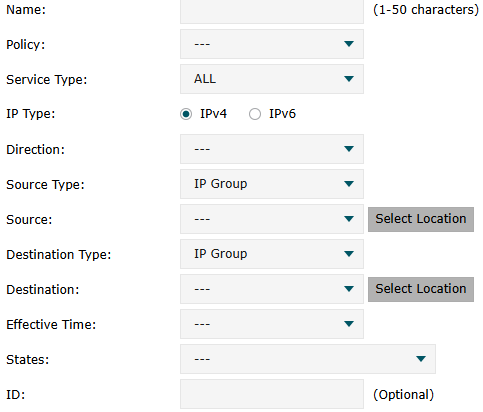 Name: (1-50 characters)
Policy: ---
Service Type: ALL
IP Type: IPv4 IPv6
Direction: ---
Source Type: IP Group
Source: --- Select Location
Destination Type: IP Group
Destination: --- Select Location
Effective Time: ---
States: ---
ID: (Optional)